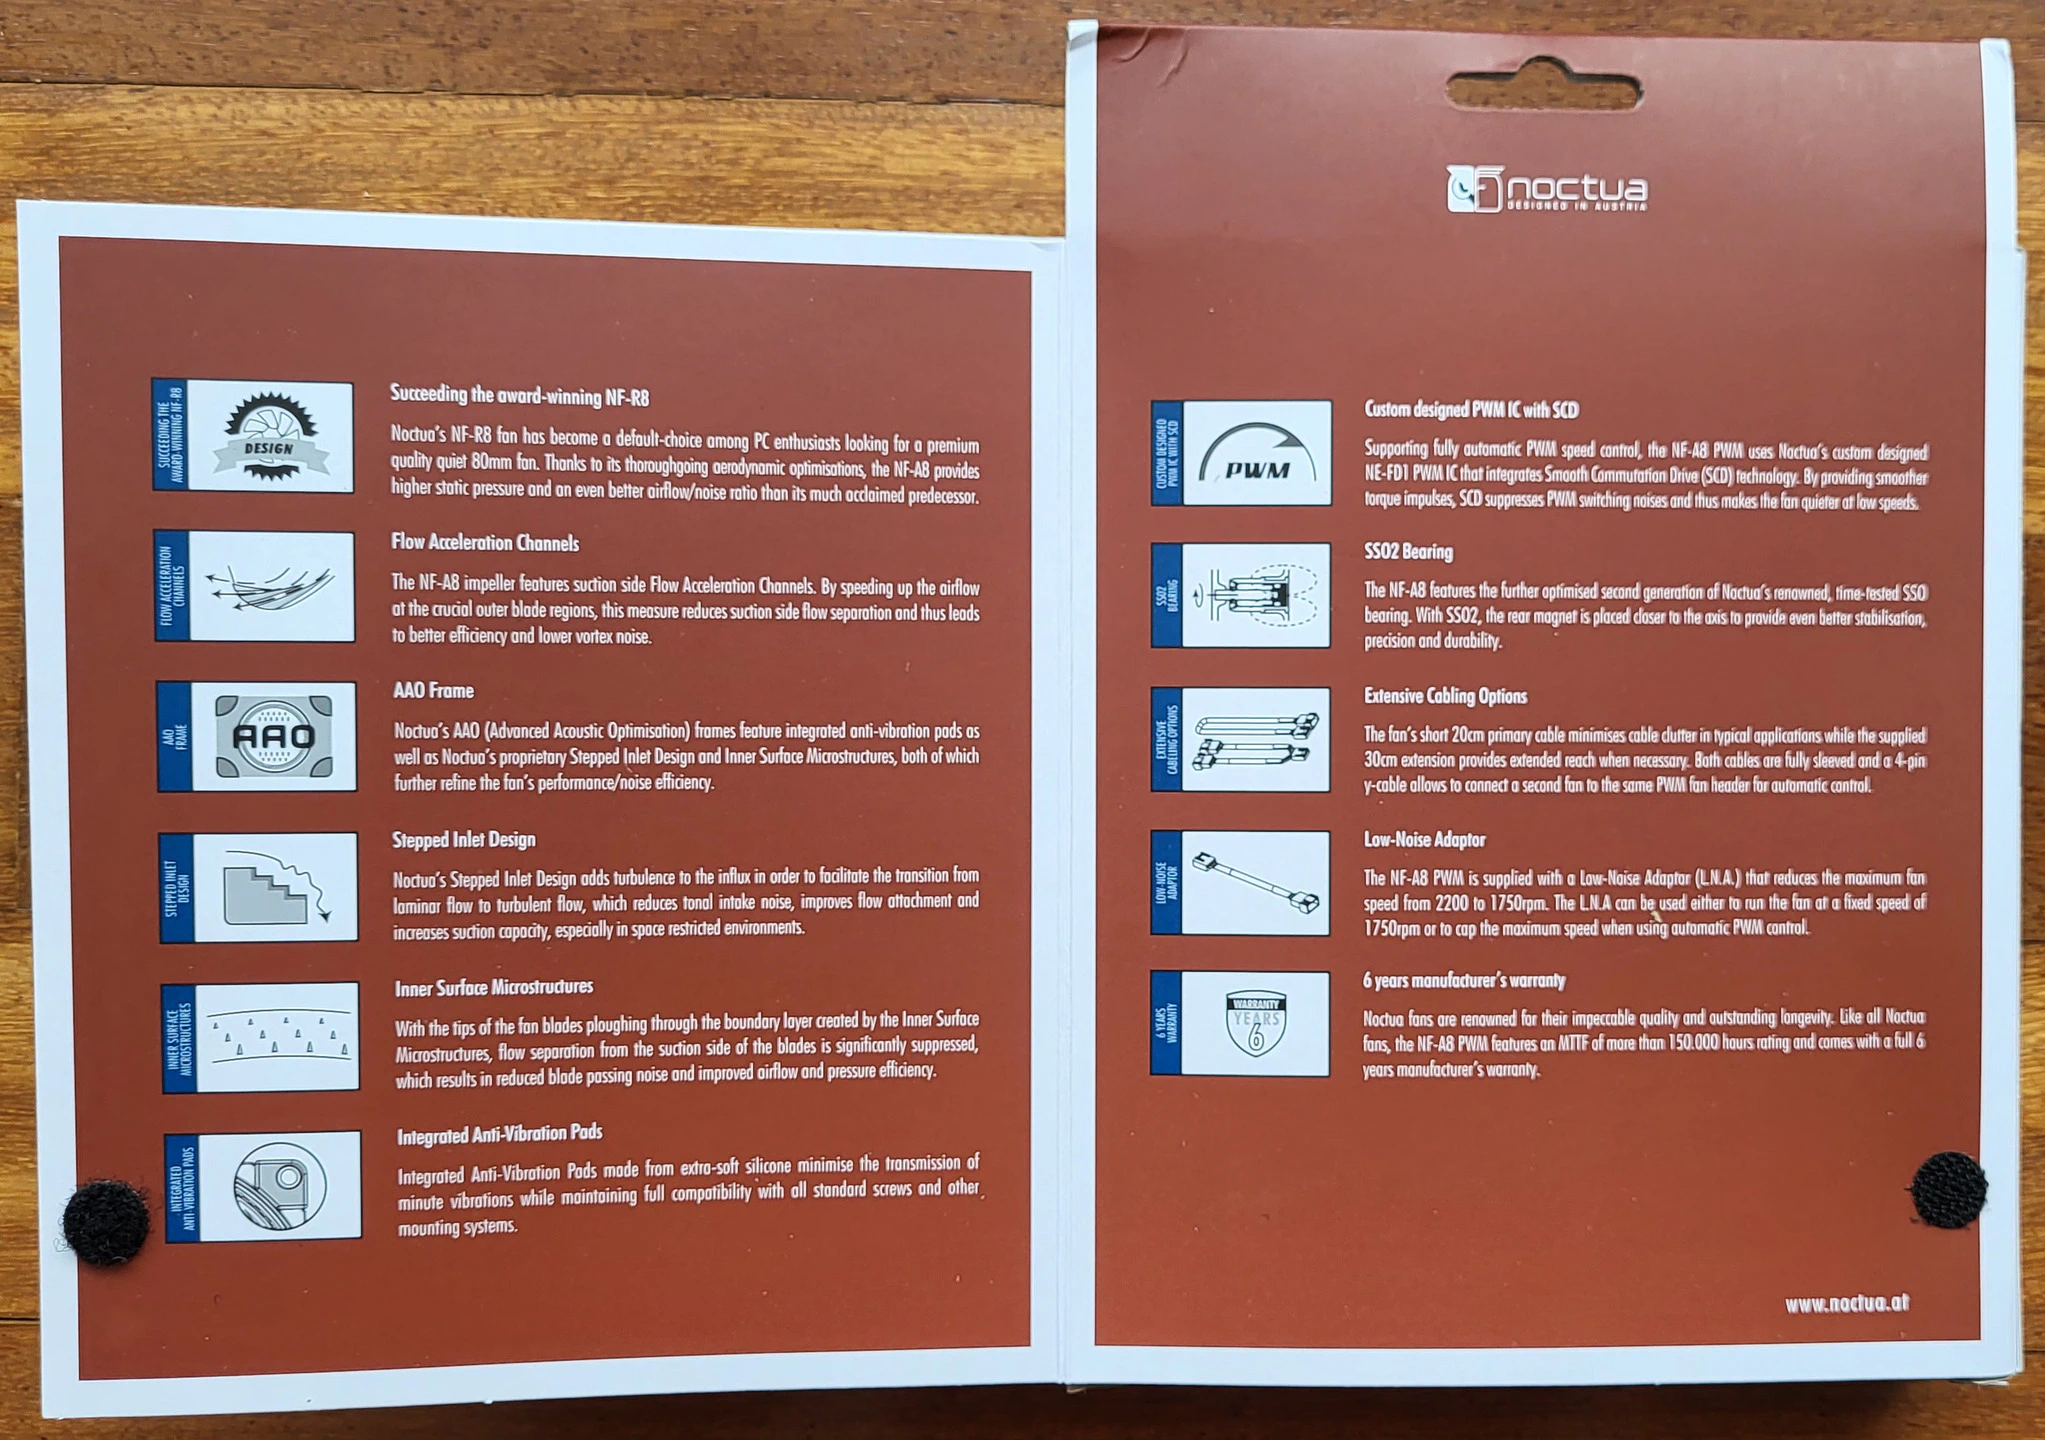 SUCCEEDING THE
AWARD-WINNING NF-R8
DESIGN
Succeeding the award-winning NF-R8
Noctua's NF-R8 fan has become a default-choice among PC enthusiasts looking for a premium
quality quiet 80mm fan. Thanks to its thoroughgoing aerodynamic optimisations, the NF-A8 provides
higher static pressure and an even better airflow/noise ratio than its much acclaimed predecessor.
FLOW ACCELERATION
CHANNELS
Flow Acceleration Channels
The NF-A8 impeller features suction side Flow Acceleration Channels. By speeding up the airflow
at the crucial outer blade regions, this measure reduces suction side flow separation and thus leads
to better efficiency and lower vortex noise.
AAO
FRAME
AAO
AAO Frame
Noctua's AAO (Advanced Acoustic Optimisation) frames feature integrated anti-vibration pads as
well as Noctua's proprietary Stepped Inlet Design and Inner Surface Microstructures, both of which
further refine the fan's performance/noise efficiency.
STEPPED INLET
DESIGN
Stepped Inlet Design
Noctua's Stepped Inlet Design adds turbulence to the influx in order to facilitate the transition from
laminar flow to turbulent flow, which reduces tonal intake noise, improves flow attachment and
increases suction capacity, especially in space restricted environments.
INNER SURFACE
MICROSTRUCTURES
Inner Surface Microstructures
With the tips of the fan blades ploughing through the boundary layer created by the Inner Surface
Microstructures, flow separation from the suction side of the blades is significantly suppressed,
which results in reduced blade passing noise and improved airflow and pressure efficiency.
INTEGRATED
ANTI-VIBRATION PADS
Integrated Anti-Vibration Pads
Integrated Anti-Vibration Pads made from extra-soft silicone minimise the transmission of
minute vibrations while maintaining full compatibility with all standard screws and other
mounting systems.
noctua
DESIGNED IN AUSTRIA
CUSTOM DESIGNED
PWM IC WITH SCD
PWM
Custom designed PWM IC with SCD
Supporting fully automatic PWM speed control, the NF-A8 PWM uses Noctua's custom designed
NE-FD1 PWM IC that integrates Smooth Commutation Drive (SCD) technology. By providing smoother
torque impulses, SCD suppresses PWM switching noises and thus makes the fan quieter at low speeds.
SSO2
BEARING
SSO2 Bearing
The NF-A8 features the further optimised second generation of Noctua's renowned, time-tested SSO
bearing. With SSO2, the rear magnet is placed closer to the axis to provide even better stabilisation,
precision and durability.
EXTENSIVE
CABLING OPTIONS
Extensive Cabling Options
The fan's short 20cm primary cable minimises cable clutter in typical applications while the supplied
30cm extension provides extended reach when necessary. Both cables are fully sleeved and a 4-pin
y-cable allows to connect a second fan to the same PWM fan header for automatic control.
LOW-NOISE
ADAPTOR
Low-Noise Adaptor
The NF-A8 PWM is supplied with a Low-Noise Adaptor (L.N.A.) that reduces the maximum fan
speed from 2200 to 1750rpm. The L.N.A can be used either to run the fan at a fixed speed of
1750rpm or to cap the maximum speed when using automatic PWM control.
6 YEARS
WARRANTY
WARRANTY
YEARS
6
6 years manufacturer's warranty
Noctua fans are renowned for their impeccable quality and outstanding longevity. Like all Noctua
fans, the NF-A8 PWM features an MTTF of more than 150.000 hours rating and comes with a full 6
years manufacturer's warranty.
www.noctua.at